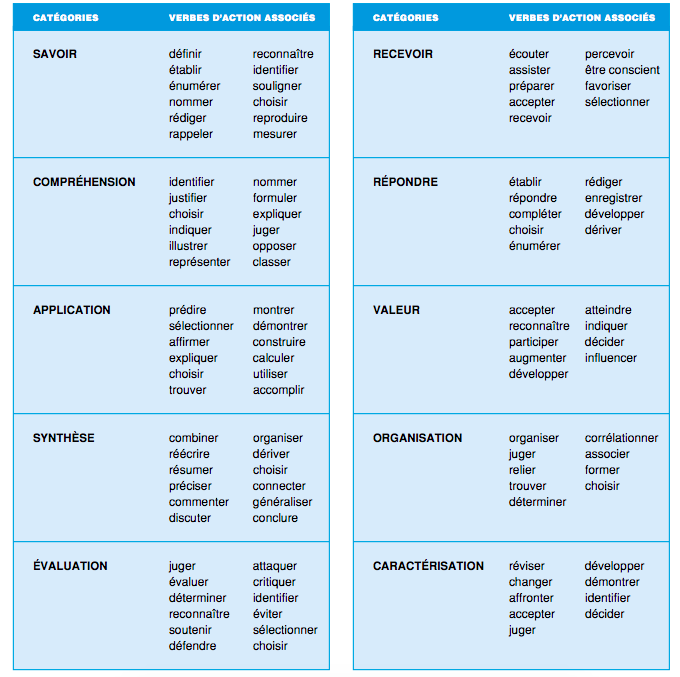 CATÉGORIES VERBES D'ACTION ASSOCIÉS
SAVOIR définir reconnaître
établir identifier
énumérer souligner
nommer choisir
rédiger reproduire
rappeler mesurer
COMPRÉHENSION identifier nommer
justifier formuler
choisir expliquer
indiquer juger
illustrer opposer
représenter classer
APPLICATION prédire montrer
sélectionner démontrer
affirmer construire
expliquer calculer
choisir utiliser
trouver accomplir
SYNTHÈSE combiner organiser
réécrire dériver
résumer choisir
préciser connecter
commenter généraliser
discuter conclure
ÉVALUATION juger attaquer
évaluer critiquer
déterminer identifier
reconnaître éviter
soutenir sélectionner
défendre choisir
CATÉGORIES VERBES D'ACTION ASSOCIÉS
RECEVOIR écouter percevoir
assister être conscient
préparer favoriser
accepter sélectionner
recevoir
RÉPONDRE établir rédiger
répondre enregistrer
compléter développer
choisir dériver
énumérer
VALEUR accepter atteindre
reconnaître indiquer
participer décider
augmenter influencer
développer
ORGANISATION organiser corrélationner
juger associer
relier former
trouver choisir
déterminer
CARACTÉRISATION réviser développer
changer démontrer
affronter identifier
accepter décider
juger